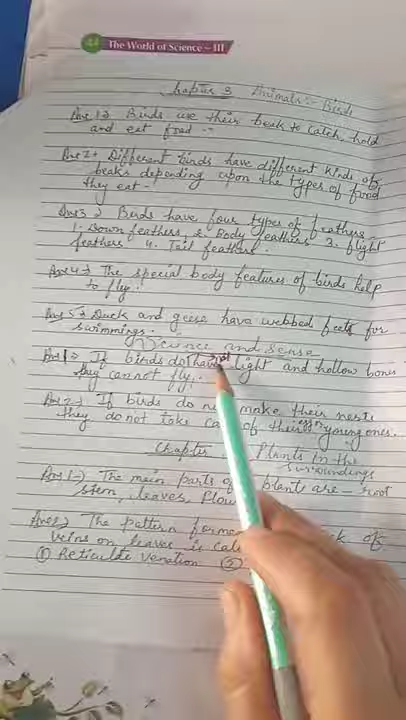 44 The World of Science - III
Chapter 3 Animals :- Birds
Ans 1 → Birds use their beak to catch, hold
and eat food.
Ans 2 → Different birds have different kinds of
beaks depending upon the types of food
they eat.
Ans 3 → Birds have four types of feathers
1. Down feathers, 2. Body feathers 3. flight
feathers 4. Tail feathers.
Ans 4 → The special body features of birds help
to fly.
Ans 5 → Duck and geese have webbed feets for
swimmings.
Science and sense
Ans 1 → If birds do not have light and hollow bones
they cannot fly.
Ans 2 → If birds do not make their nests
they do not take of their eggs young ones.
Chapter Plants in the
surroundings
Ans 1 → The main parts of plants are - root
stem, leaves,
Ans 2 The pattern of
veins on leaves is
① Reticulate venation ②